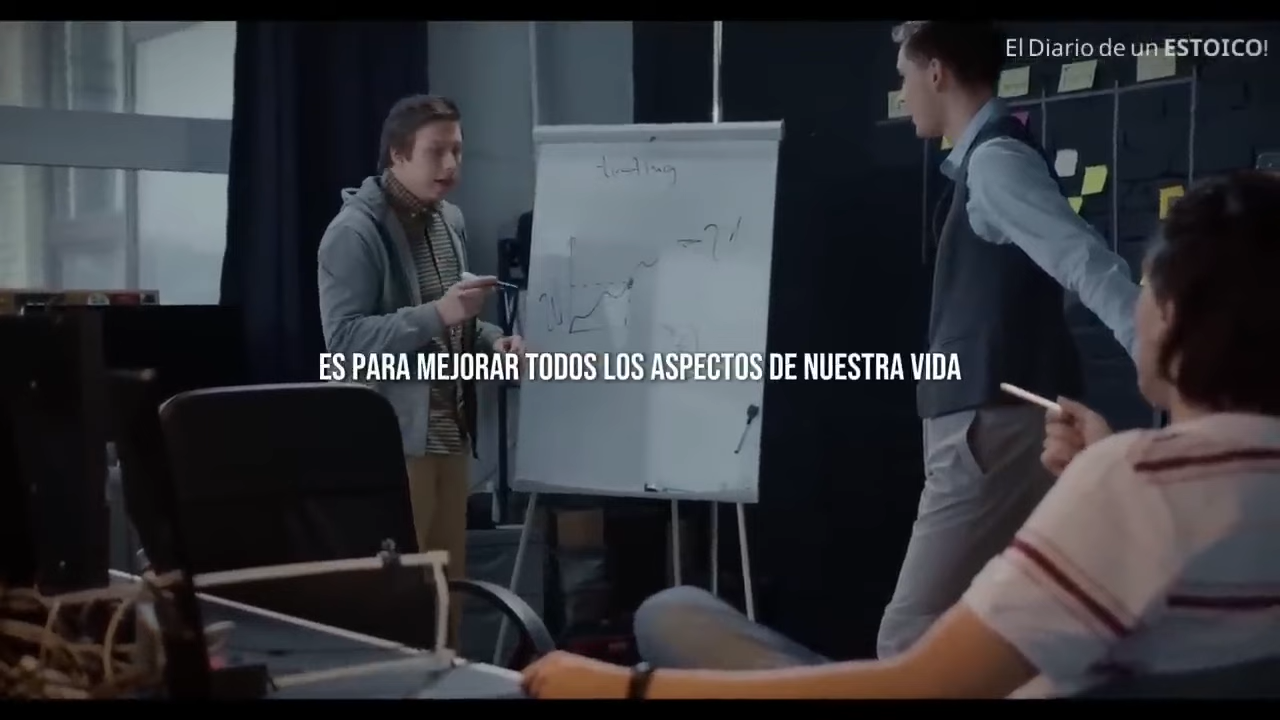 El Diario de un ESTOICO!
ES PARA MEJORAR TODOS LOS ASPECTOS DE NUESTRA VIDA